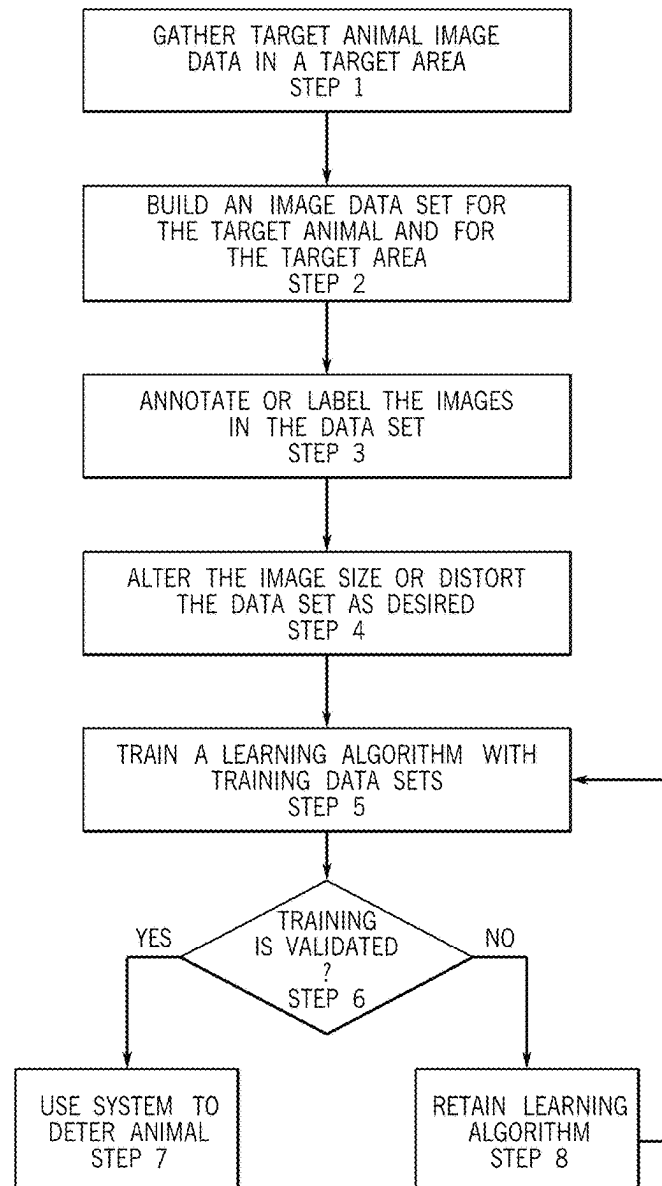 GATHER TARGET ANIMAL IMAGE
DATA IN A TARGET AREA
STEP 1
BUILD AN IMAGE DATA SET FOR
THE TARGET ANIMAL AND FOR
THE TARGET AREA
STEP 2
ANNOTATE OR LABEL THE IMAGES
IN THE DATA SET
STEP 3
ALTER THE IMAGE SIZE OR DISTORT
THE DATA SET AS DESIRED
STEP 4
TRAIN A LEARNING ALGORITHM WITH
TRAINING DATA SETS
STEP 5
TRAINING
IS VALIDATED
?
STEP 6
YES
NO
USE SYSTEM TO
DETER ANIMAL
STEP 7
RETAIN LEARNING
ALGORITHM
STEP 8